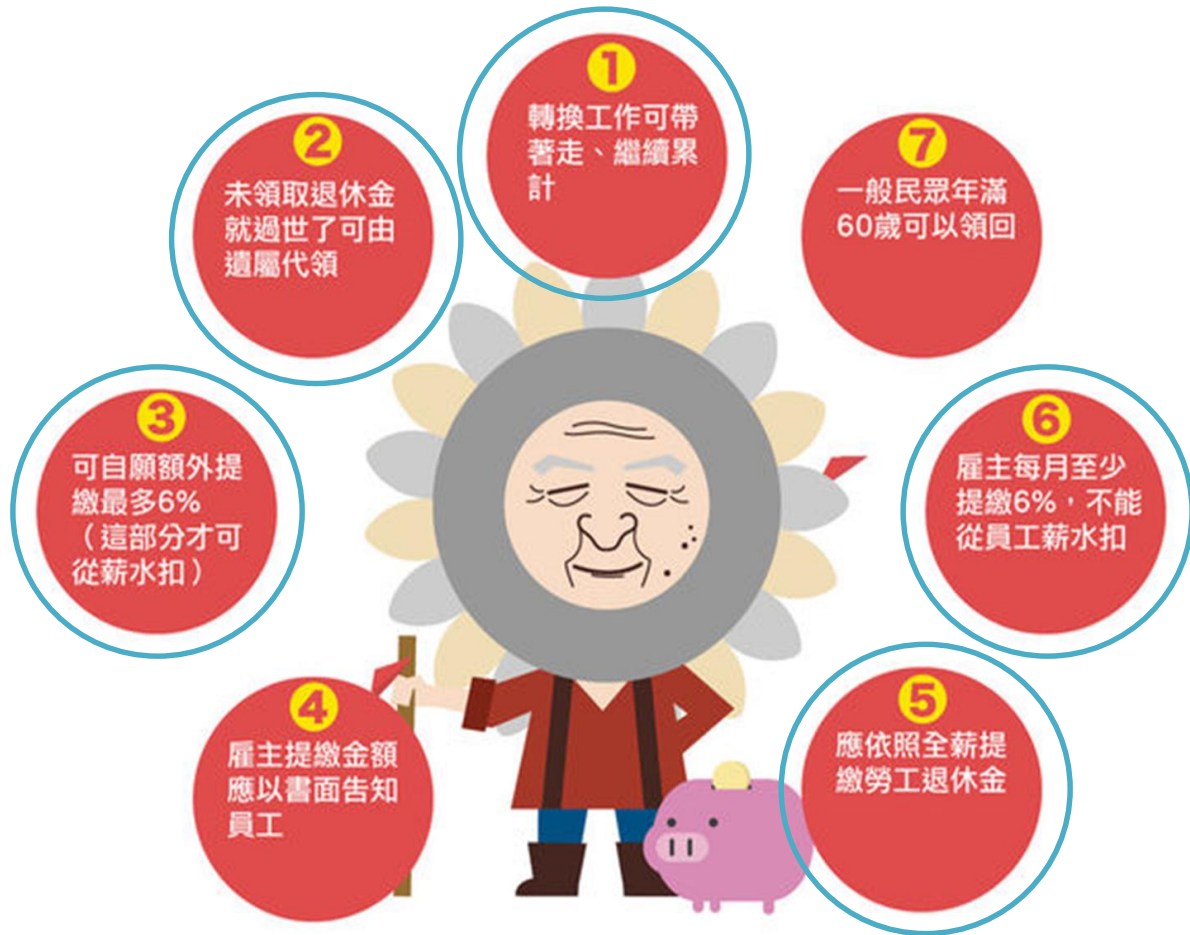 1
轉換工作可帶
著走、繼續累
計
2
未領取退休金
就過世了可由
遺屬代領
3
可自願額外提
繳最多6%
（這部分才可
從薪水扣）
4
雇主提繳金額
應以書面告知
員工
5
應依照全薪提
繳勞工退休金
6
雇主每月至少
提繳6%，不能
從員工薪水扣
7
一般民眾年滿
60歲可以領回